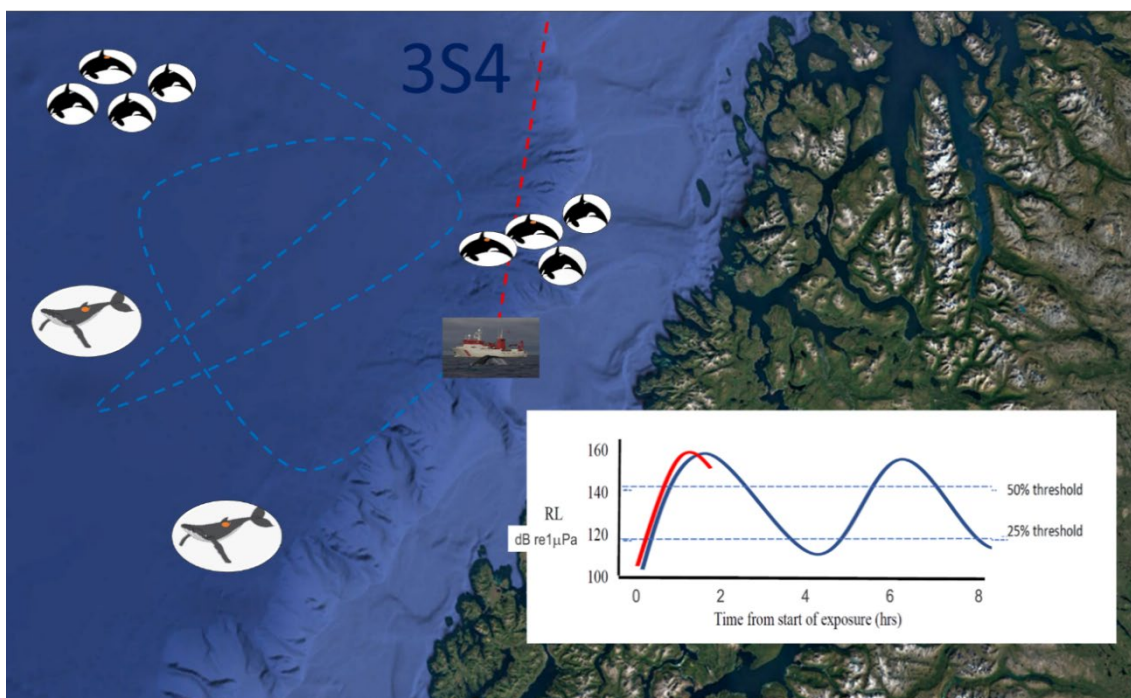 3S4
160
50% threshold
140
RL
dB re1μPa
25% threshold
120
100
0 2 4 6 8
Time from start of exposure (hrs)